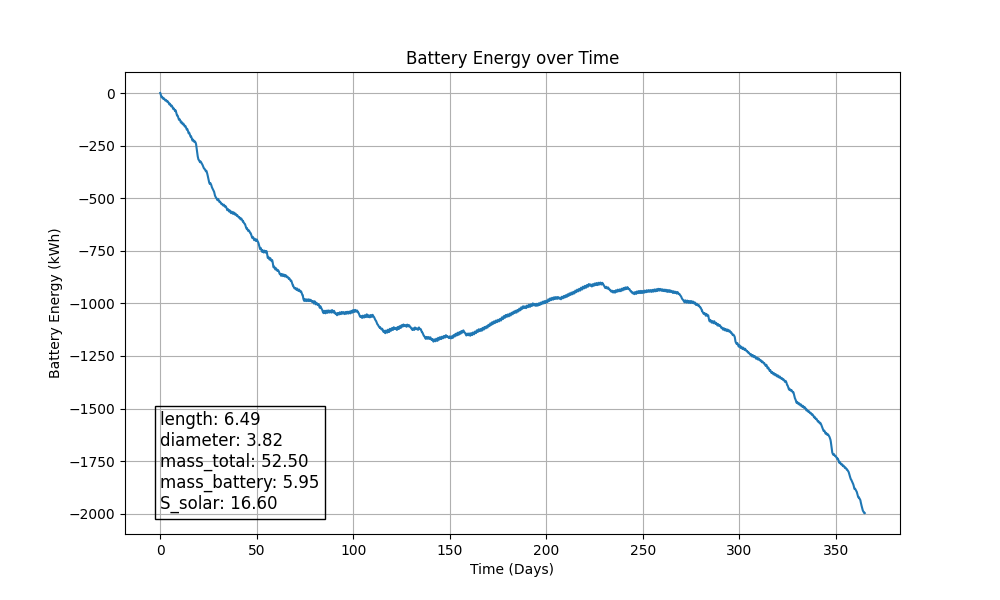 Battery Energy over Time
Battery Energy (kWh)
0
−250
−500
−750
−1000
−1250
−1500
−1750
−2000
length: 6.49
diameter: 3.82
mass_total: 52.50
mass_battery: 5.95
S_solar: 16.60
0 50 100 150 200 250 300 350
Time (Days)